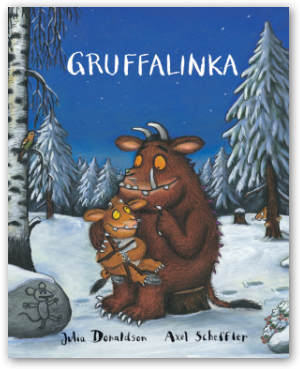 GRUFFALINKA
Julia Donaldson Axel Scheffler